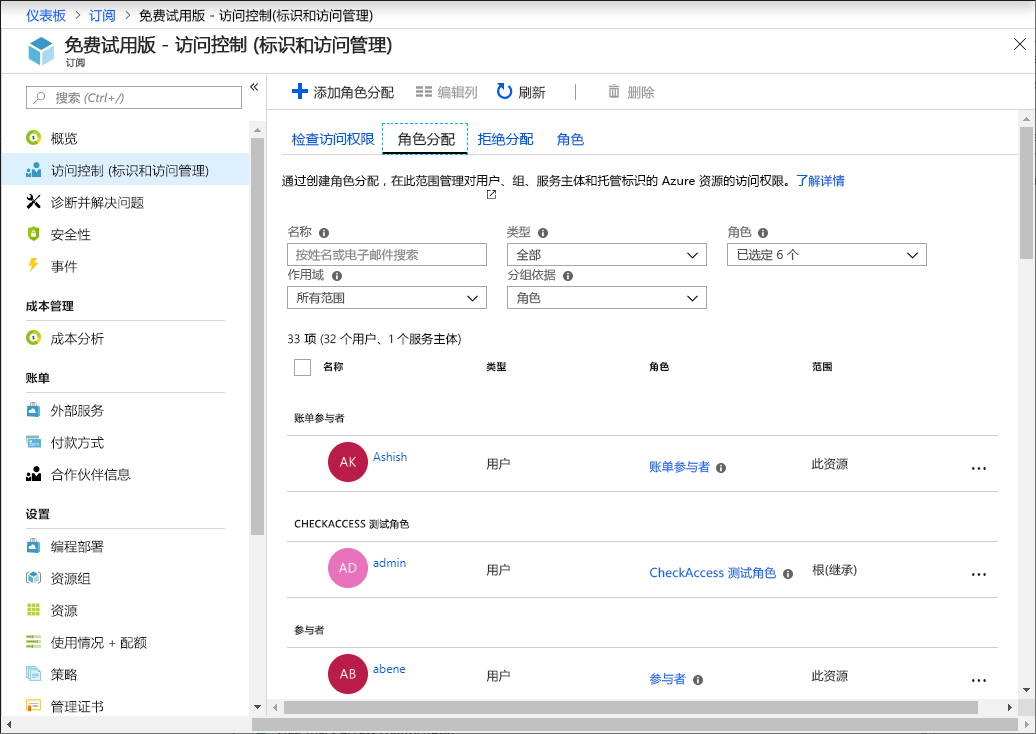 仪表板 > 订阅 > 免费试用版 - 访问控制(标识和访问管理)
免费试用版 - 访问控制 (标识和访问管理)
订阅
搜索 (Ctrl+/)
概览
访问控制 (标识和访问管理)
诊断并解决问题
安全性
事件
成本管理
成本分析
账单
外部服务
付款方式
合作伙伴信息
设置
编程部署
资源组
资源
使用情况 + 配额
策略
管理证书
添加角色分配 编辑列 刷新 删除
检查访问权限 角色分配 拒绝分配 角色
通过创建角色分配，在此范围管理对用户、组、服务主体和托管标识的 Azure 资源的访问权限。了解详情
名称 类型 角色
按姓名或电子邮件搜索 全部 已选定 6 个
作用域 分组依据
所有范围 角色
33 项 (32 个用户、1 个服务主体)
名称 类型 角色 范围
账单参与者
AK Ashish 用户 账单参与者 此资源 ...
CHECKACCESS 测试角色
AD admin 用户 CheckAccess 测试角色 根(继承) ...
参与者
AB abene 用户 参与者 此资源 ...